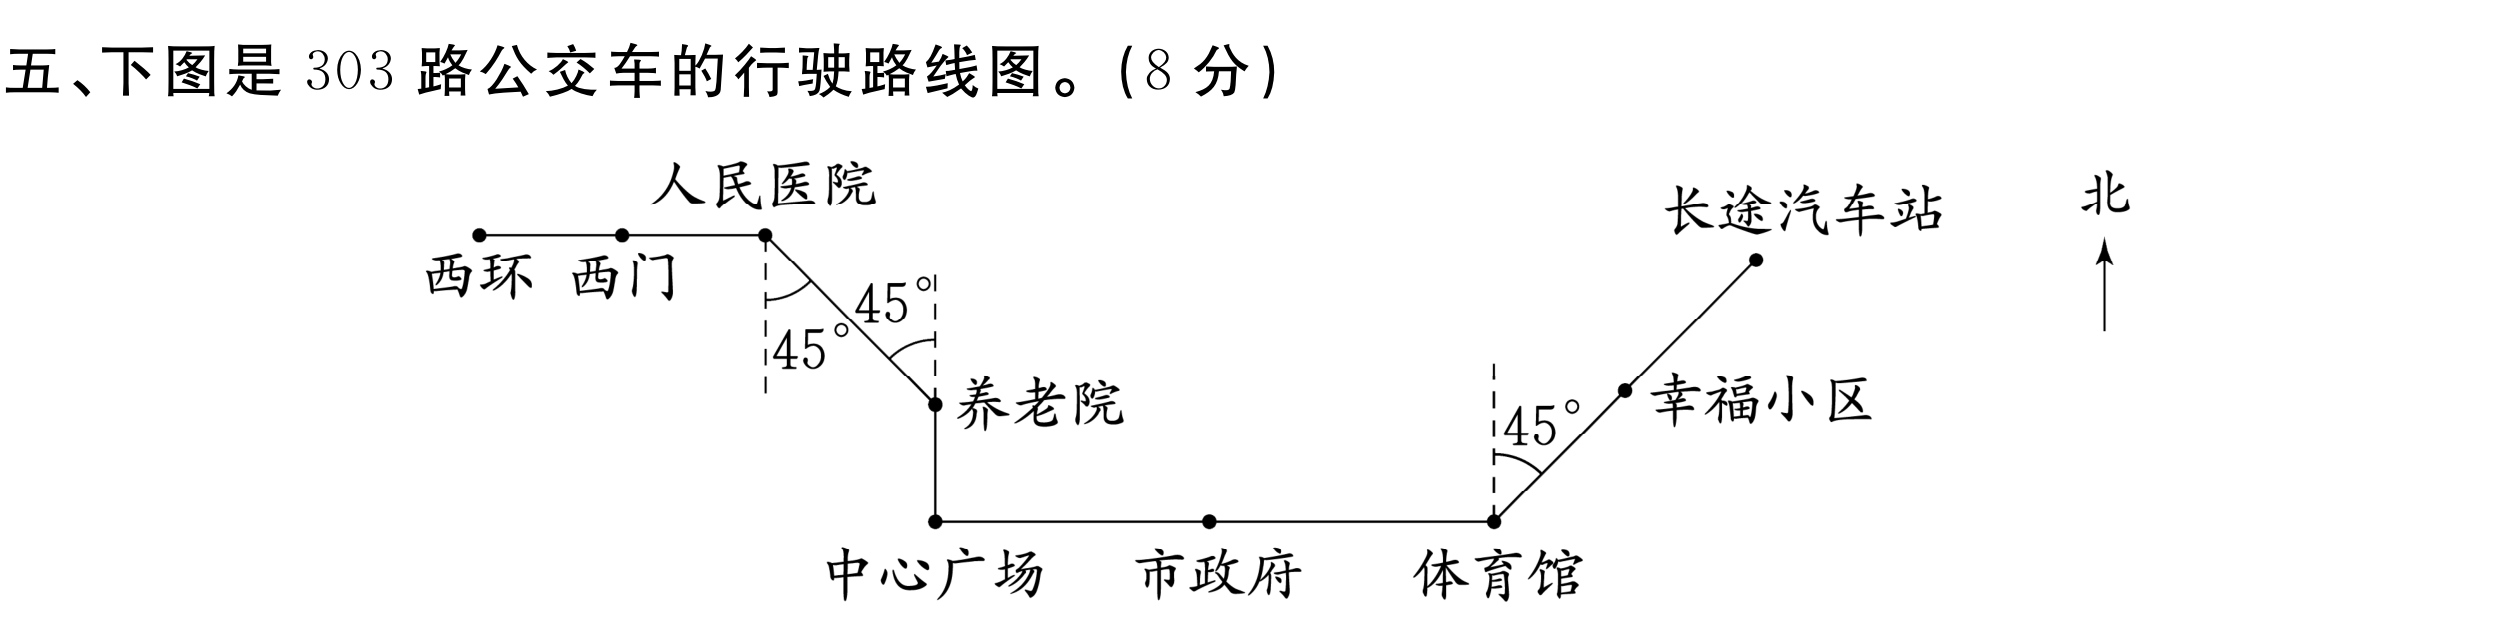 五、下图是 303 路公交车的行驶路线图。(8 分)
人民医院
长运汽车站
北
西环 西门
45°
45°
养老院
幸福小区
45°
中心广场 市政府 体育馆